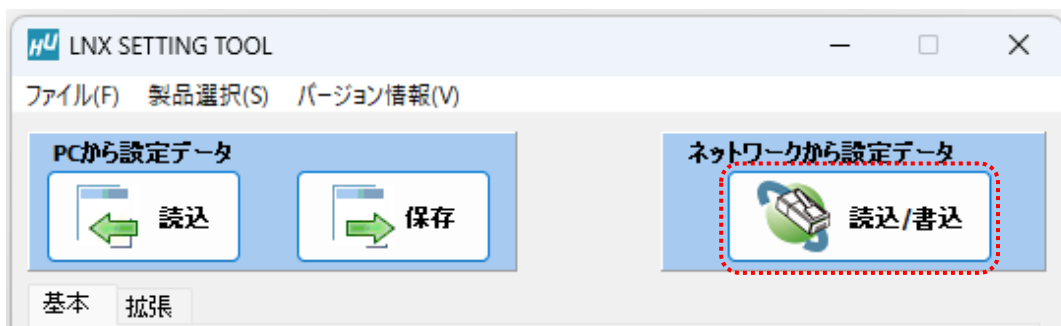 HU LNX SETTING TOOL
ファイル(F) 製品選択(S) バージョン情報(V)
PCから設定データ
読込
保存
ネットワークから設定データ
読込/書込
基本 拡張